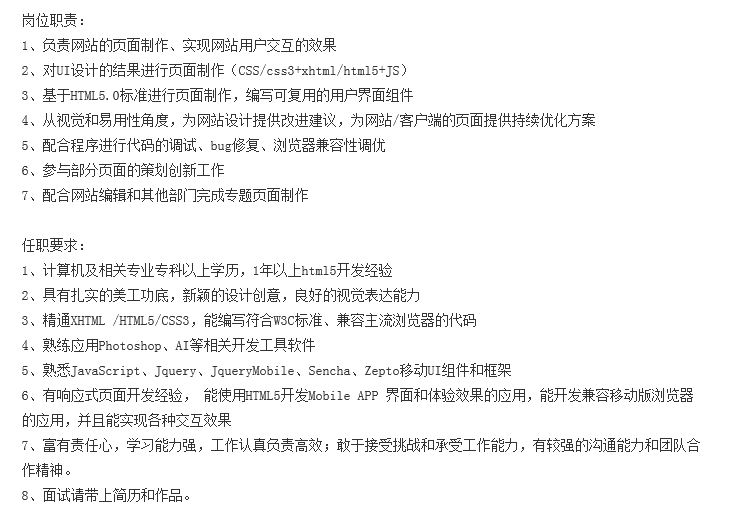 岗位职责:
1、负责网站的页面制作、实现网站用户交互的效果
2、对UI设计的结果进行页面制作（CSS/css3+xhtml/html5+JS）
3、基于HTML5.0标准进行页面制作，编写可复用的用户界面组件
4、从视觉和易用性角度，为网站设计提供改进建议，为网站/客户端的页面提供持续优化方案
5、配合程序进行代码的调试、bug修复、浏览器兼容性调优
6、参与部分页面的策划创新工作
7、配合网站编辑和其他部门完成专题页面制作
任职要求:
1、计算机及相关专业专科以上学历，1年以上html5开发经验
2、具有扎实的美工功底，新颖的设计创意，良好的视觉表达能力
3、精通XHTML /HTML5/CSS3，能编写符合W3C标准、兼容主流浏览器的代码
4、熟练应用Photoshop、AI等相关开发工具软件
5、熟悉JavaScript、Jquery、JqueryMobile、Sencha、Zepto移动UI组件和框架
6、有响应式页面开发经验， 能使用HTML5开发Mobile APP 界面和体验效果的应用，能开发兼容移动版浏览器
的应用，并且能实现各种交互效果
7、富有责任心，学习能力强，工作认真负责高效；敢于接受挑战和承受工作能力，有较强的沟通能力和团队合
作精神。
8、面试请带上简历和作品。